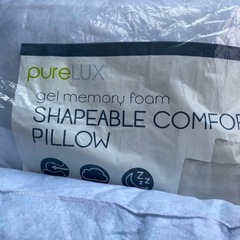 pureLUX
gel memory foam
SHAPEABLE COMFOR
PILLOW